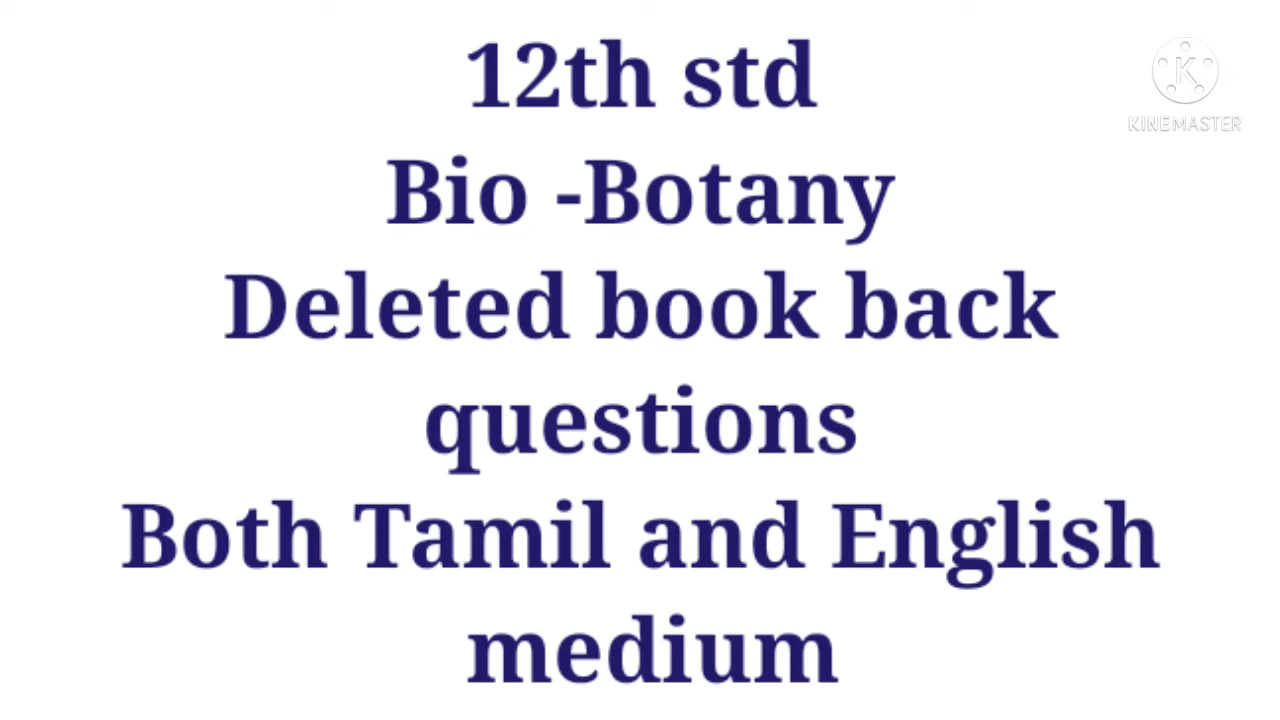 12th std
K
KINEMASTER
Bio -Botany
Deleted book back
questions
Both Tamil and English
medium